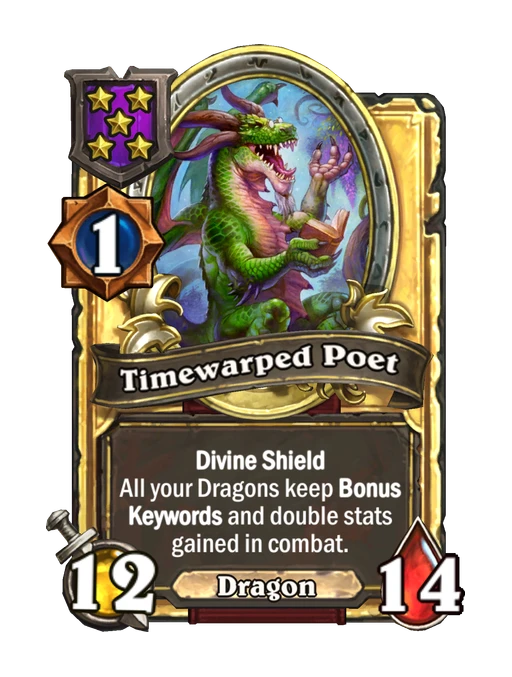 1
Timewarped Poet
Divine Shield
All your Dragons keep Bonus
Keywords and double stats
gained in combat.
12
Dragon
14